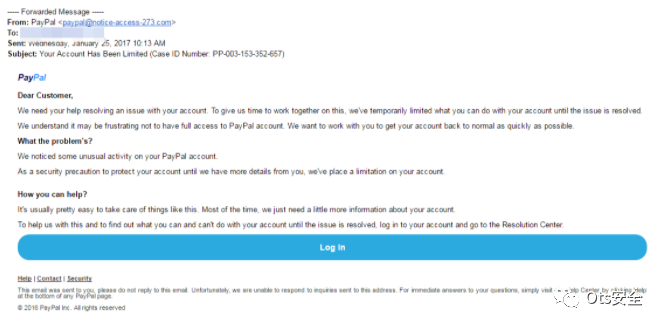 ----- Forwarded Message -----
From: PayPal <paypal@notice-access-273.com>
To:
Sent: Wednesday, January 25, 2017 10:13 AM
Subject: Your Account Has Been Limited (Case ID Number: PP-003-153-352-657)
PayPal
Dear Customer,
We need your help resolving an issue with your account. To give us time to work together on this, we've temporarily limited what you can do with your account until the issue is resolved.
We understand it may be frustrating not to have full access to PayPal account. We want to work with you to get your account back to normal as quickly as possible.
What the problem's?
We noticed some unusual activity on your PayPal account.
As a security precaution to protect your account until we have more details from you, we've place a limitation on your account.
How you can help?
It's usually pretty easy to take care of things like this. Most of the time, we just need a little more information about your account.
To help us with this and to find out what you can and can't do with your account until the issue is resolved, log in to your account and go to the Resolution Center.
Log In
Help | Contact | Security
This email was sent to you, please do not reply to this email. Unfortunately, we are unable to respond to inquiries sent to this address. For immediate answers to your questions, simply visit Help Center by clicking Help
at the bottom of any PayPal page.
© 2016 PayPal Inc. All rights reserved
Ots安全